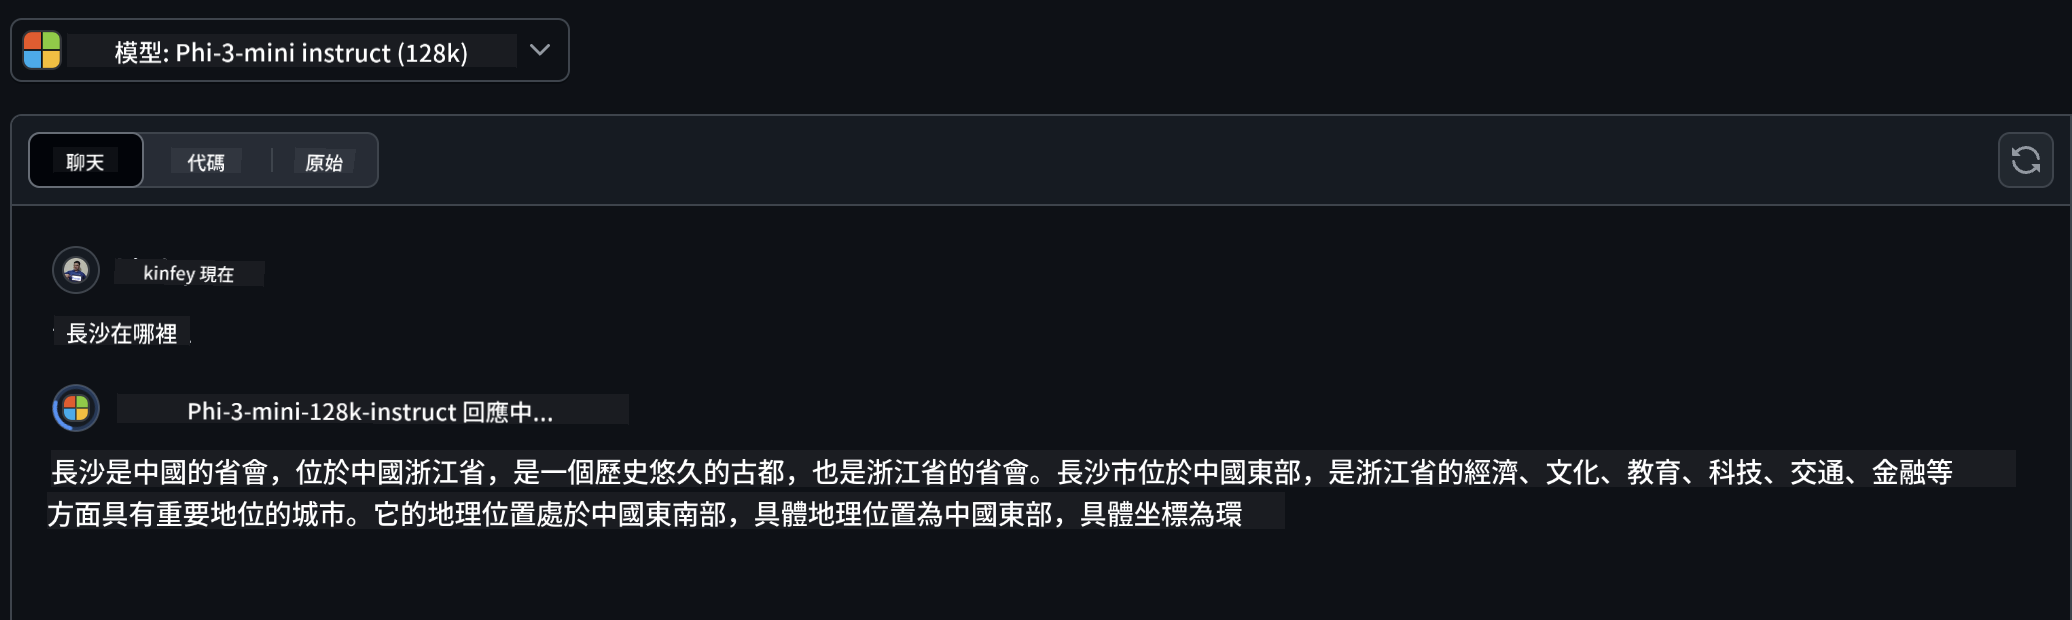 模型: Phi-3-mini instruct (128k)
聊天
代碼
原始
kinfey 現在
長沙在哪裡
Phi-3-mini-128k-instruct 回應中...
長沙是中國的省會，位於中國浙江省，是一個歷史悠久的古都，也是浙江省的省會。長沙市位於中國東部，是浙江省的經濟、文化、教育、科技、交通、金融等
方面具有重要地位的城市。它的地理位置處於中國東南部，具體地理位置為中國東部，具體坐標為環